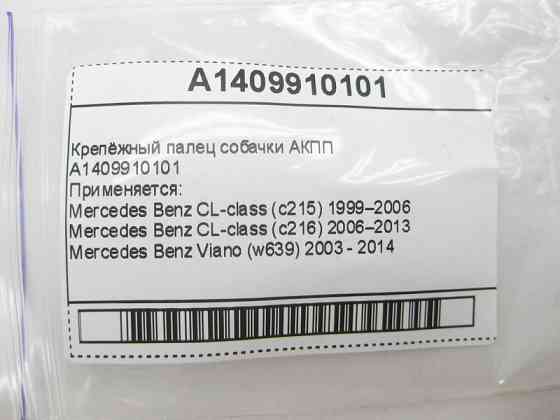 A1409910101
Крепёжный палец собачки АКПП
A1409910101
Применяется:
Mercedes Benz CL-class (c215) 1999–2006
Mercedes Benz CL-class (c216) 2006–2013
Mercedes Benz Viano (w639) 2003 - 2014